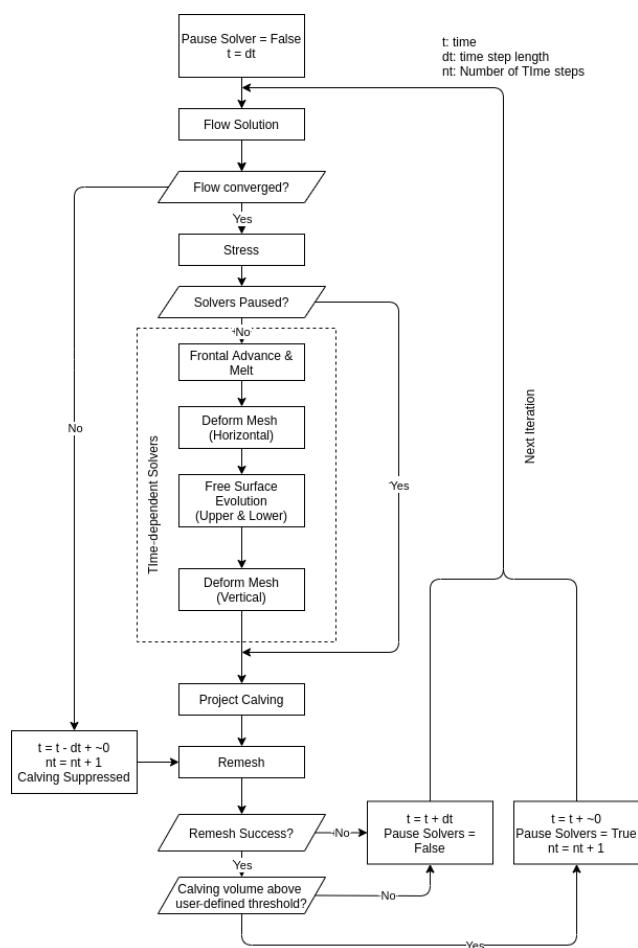 Pause Solver = False
t = dt
t: time
dt: time step length
nt: Number of TIme steps
Flow Solution
Flow converged?
Yes
Stress
Solvers Paused?
No
Frontal Advance &
Melt
Deform Mesh
(Horizontal)
No
Free Surface
Evolution
(Upper & Lower)
Yes
TIme-dependent Solvers
Next Iteration
Deform Mesh
(Vertical)
Project Calving
t = t - dt + ~0
nt = nt + 1
Calving Suppressed
Remesh
Remesh Success?
No
t = t + dt
Pause Solvers =
False
t = t + ~0
Pause Solvers = True
nt = nt + 1
Yes
Calving volume above
user-defined threshold?
No
Yes